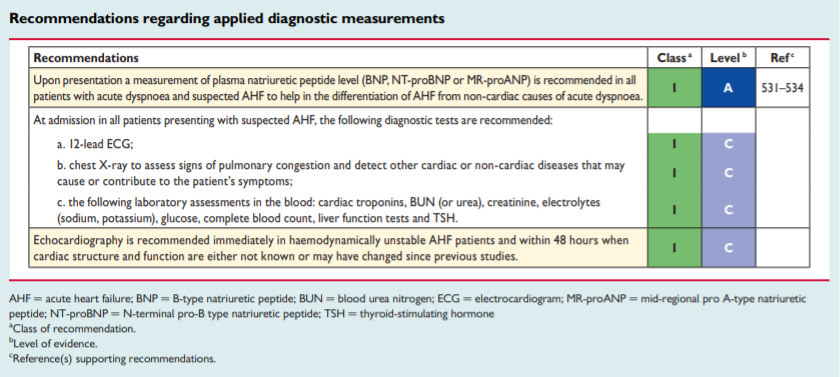 Recommendations regarding applied diagnostic measurements
Recommendations Classᵃ Levelᵇ Refᶜ
Upon presentation a measurement of plasma natriuretic peptide level (BNP, NT-proBNP or MR-proANP) is recommended in all
patients with acute dyspnoea and suspected AHF to help in the differentiation of AHF from non-cardiac causes of acute dyspnoea. I A 531–534
At admission in all patients presenting with suspected AHF, the following diagnostic tests are recommended:
a. 12-lead ECG; I C
b. chest X-ray to assess signs of pulmonary congestion and detect other cardiac or non-cardiac diseases that may
cause or contribute to the patient's symptoms; I C
c. the following laboratory assessments in the blood: cardiac troponins, BUN (or urea), creatinine, electrolytes
(sodium, potassium), glucose, complete blood count, liver function tests and TSH. I C
Echocardiography is recommended immediately in haemodynamically unstable AHF patients and within 48 hours when
cardiac structure and function are either not known or may have changed since previous studies. I C
AHF = acute heart failure; BNP = B-type natriuretic peptide; BUN = blood urea nitrogen; ECG = electrocardiogram; MR-proANP = mid-regional pro A-type natriuretic
peptide; NT-proBNP = N-terminal pro-B type natriuretic peptide; TSH = thyroid-stimulating hormone
ᵃClass of recommendation.
ᵇLevel of evidence.
ᶜReference(s) supporting recommendations.